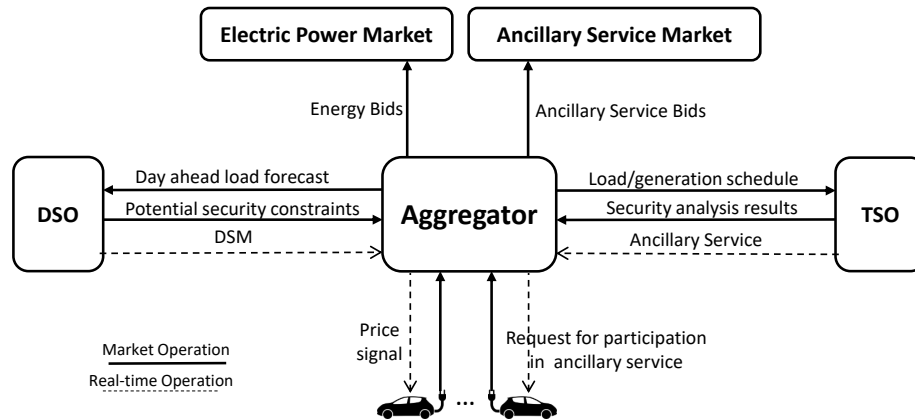 Electric Power Market
Ancillary Service Market
Energy Bids
Ancillary Service Bids
Day ahead load forecast
Load/generation schedule
DSO
Potential security constraints
Aggregator
Security analysis results
TSO
DSM
Ancillary Service
Price
signal
Request for participation
in ancillary service
Market Operation
Real-time Operation
...